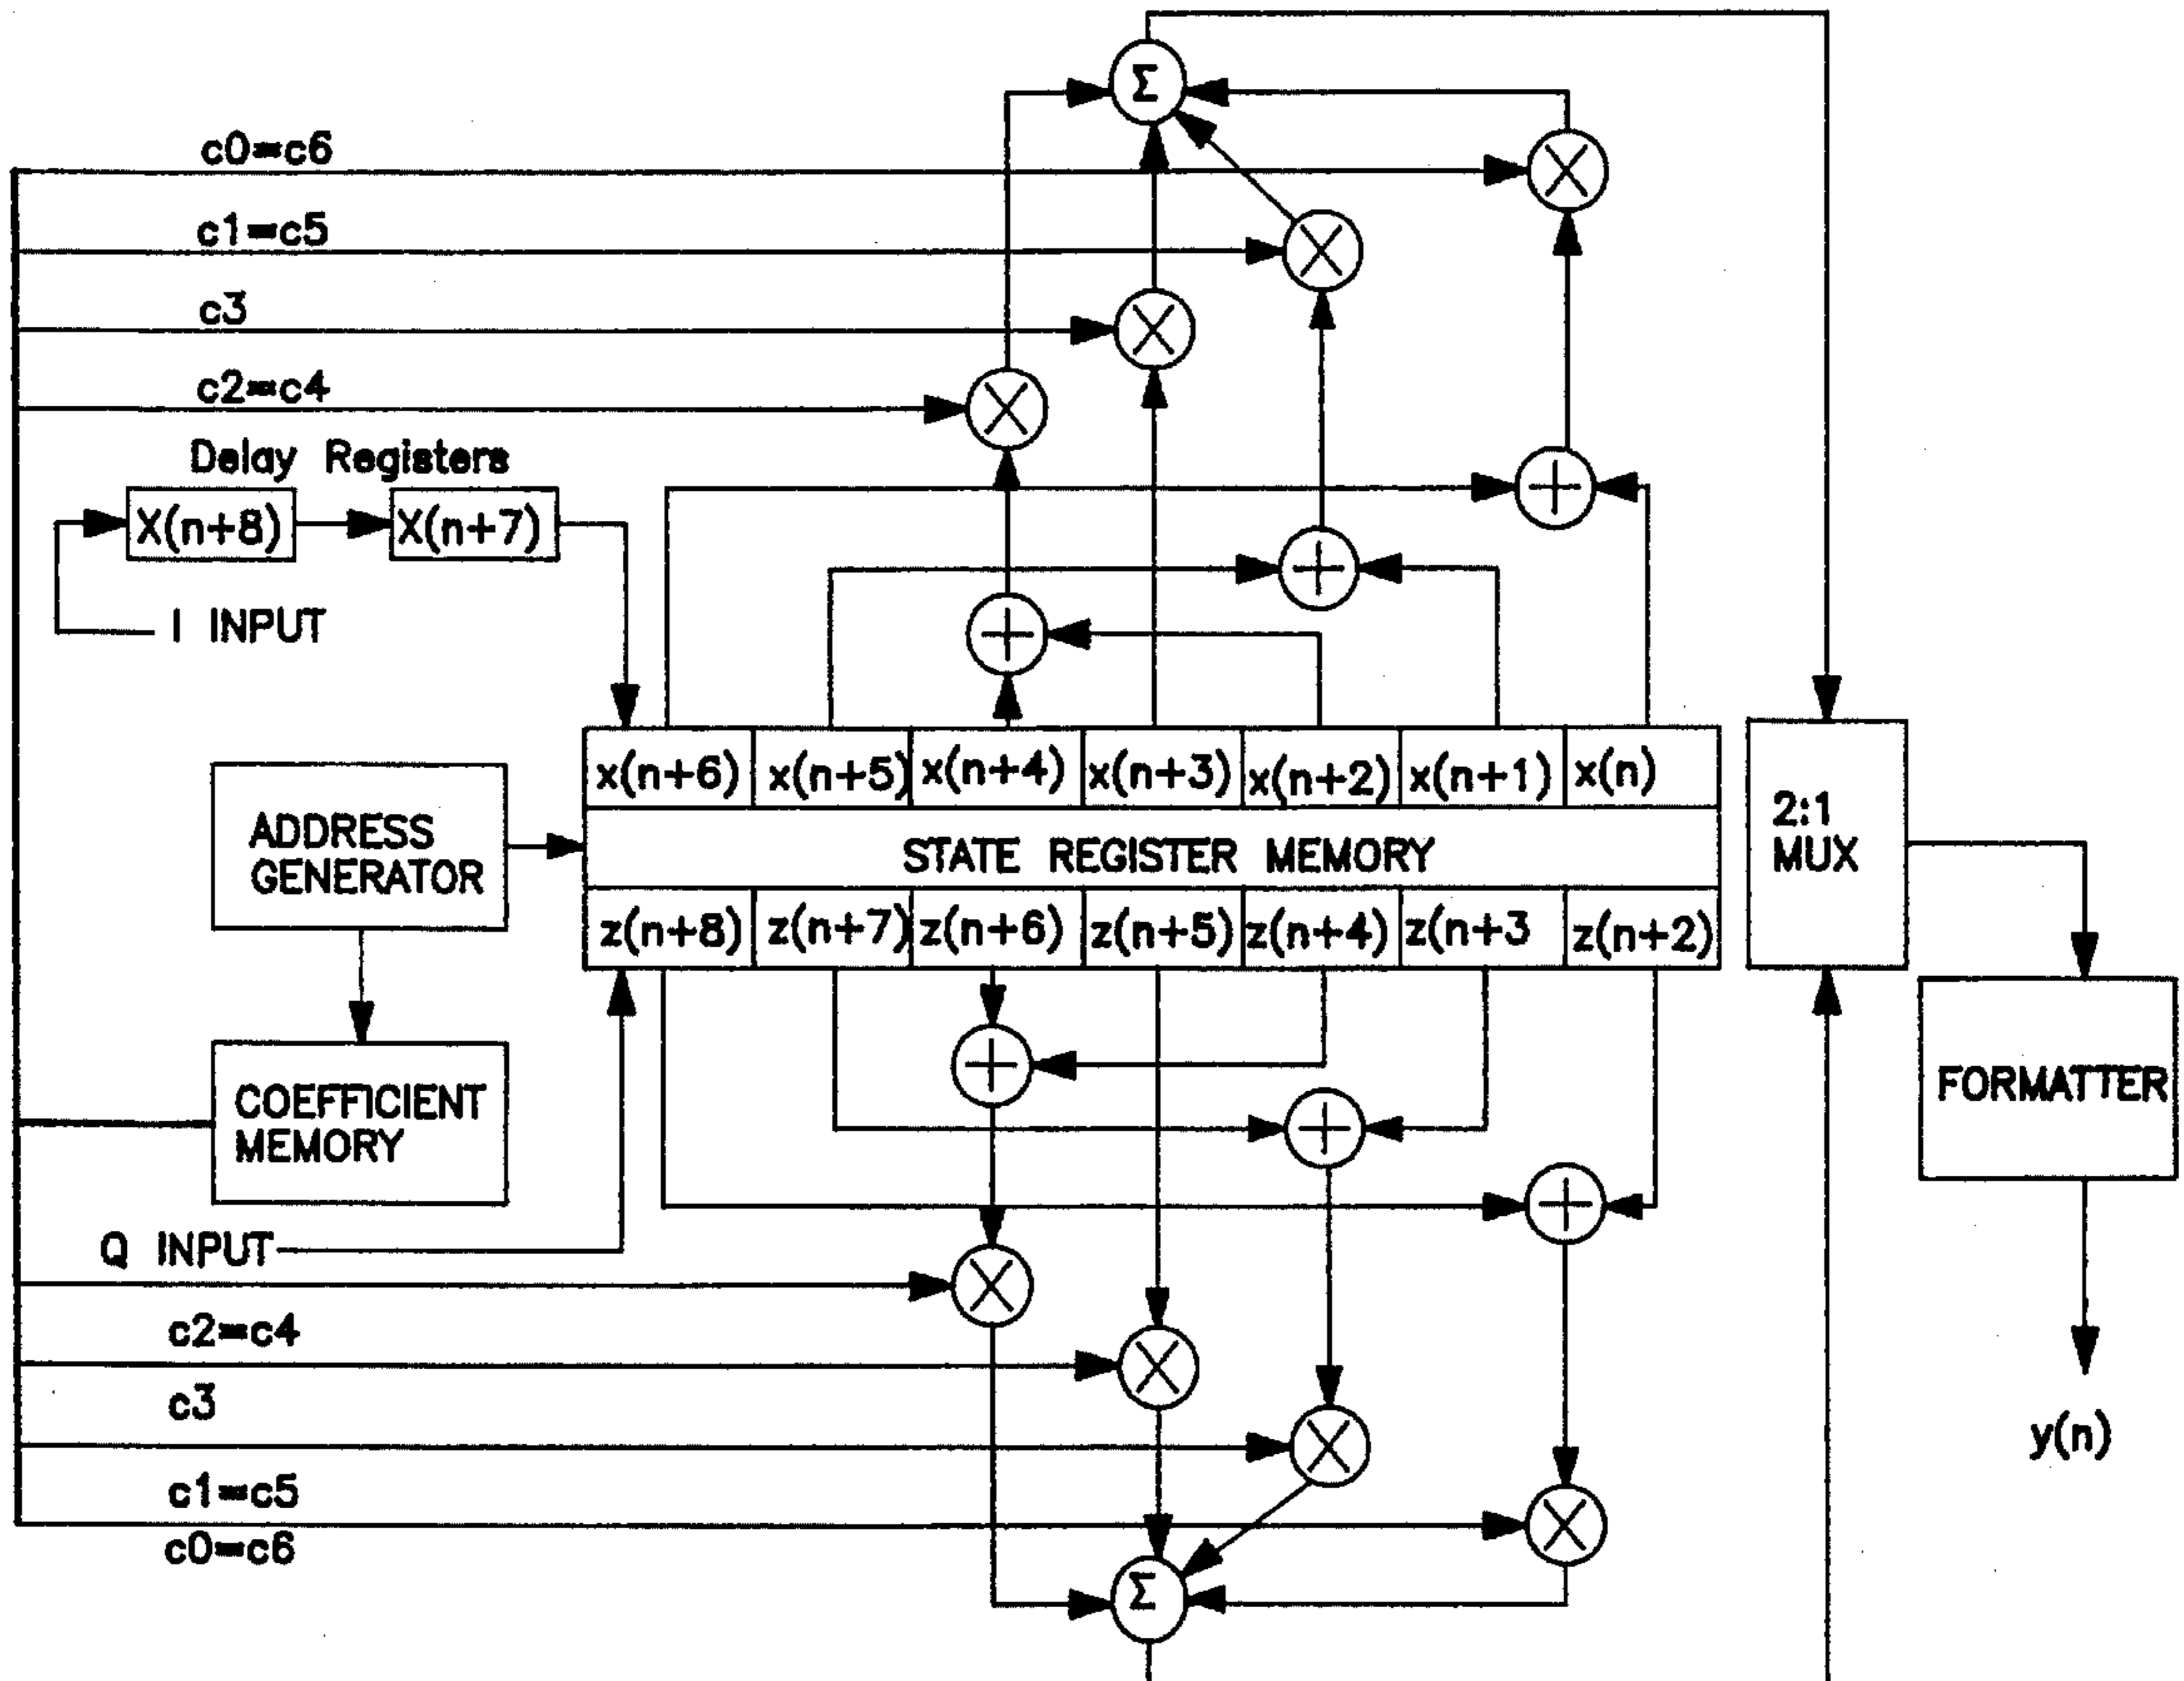 Σ
c0=c6
c1=c5
c3
c2=c4
Delay Registers
X(n+8) X(n+7)
I INPUT
x(n+6) x(n+5) x(n+4) x(n+3) x(n+2) x(n+1) x(n)
ADDRESS
GENERATOR
STATE REGISTER MEMORY
2:1
MUX
z(n+8) z(n+7) z(n+6) z(n+5) z(n+4) z(n+3 z(n+2)
COEFFICIENT
MEMORY
FORMATTER
Q INPUT
c2=c4
c3
c1=c5
c0=c6
Σ
y(n)